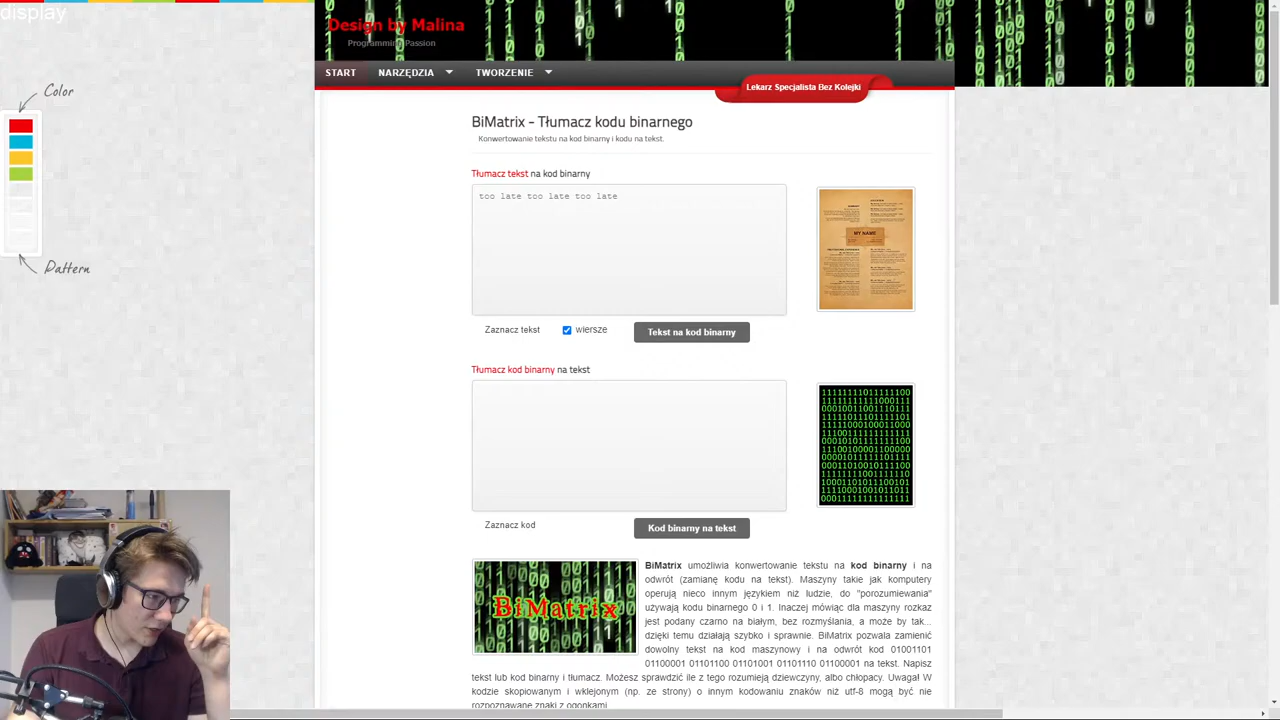 display
Design by Malina
Programming Passion
START NARZĘDZIA TWORZENIE
Lekarz Specjalista Bez Kolejki
Color
Pattern
BiMatrix - Tłumacz kodu binarnego
Konwertowanie tekstu na kod binarny i kodu na tekst.
Tłumacz tekst na kod binarny
too late too late too late
MY NAME
Zaznacz tekst wiersze Tekst na kod binarny
Tłumacz kod binarny na tekst
Zaznacz kod Kod binarny na tekst
BiMatrix
BiMatrix umożliwia konwertowanie tekstu na kod binarny i na
odwrót (zamianę kodu na tekst). Maszyny takie jak komputery
operują nieco innym językiem niż ludzie, do "porozumiewania"
używają kodu binarnego 0 i 1. Inaczej mówiąc dla maszyny rozkaz
jest podany czarno na białym, bez rozmyślania, a może by tak...
dzięki temu działają szybko i sprawnie. BiMatrix pozwala zamienić
dowolny tekst na kod maszynowy i na odwrót kod 01001101
01100001 01101100 01101001 01101110 01100001 na tekst. Napisz
tekst lub kod binarny i tłumacz. Możesz sprawdzić ile z tego rozumieją dziewczyny, albo chłopacy. Uwaga! W
kodzie skopiowanym i wklejonym (np. ze strony) o innym kodowaniu znaków niż utf-8 mogą być nie
rozpoznawane znaki z ogonkami.